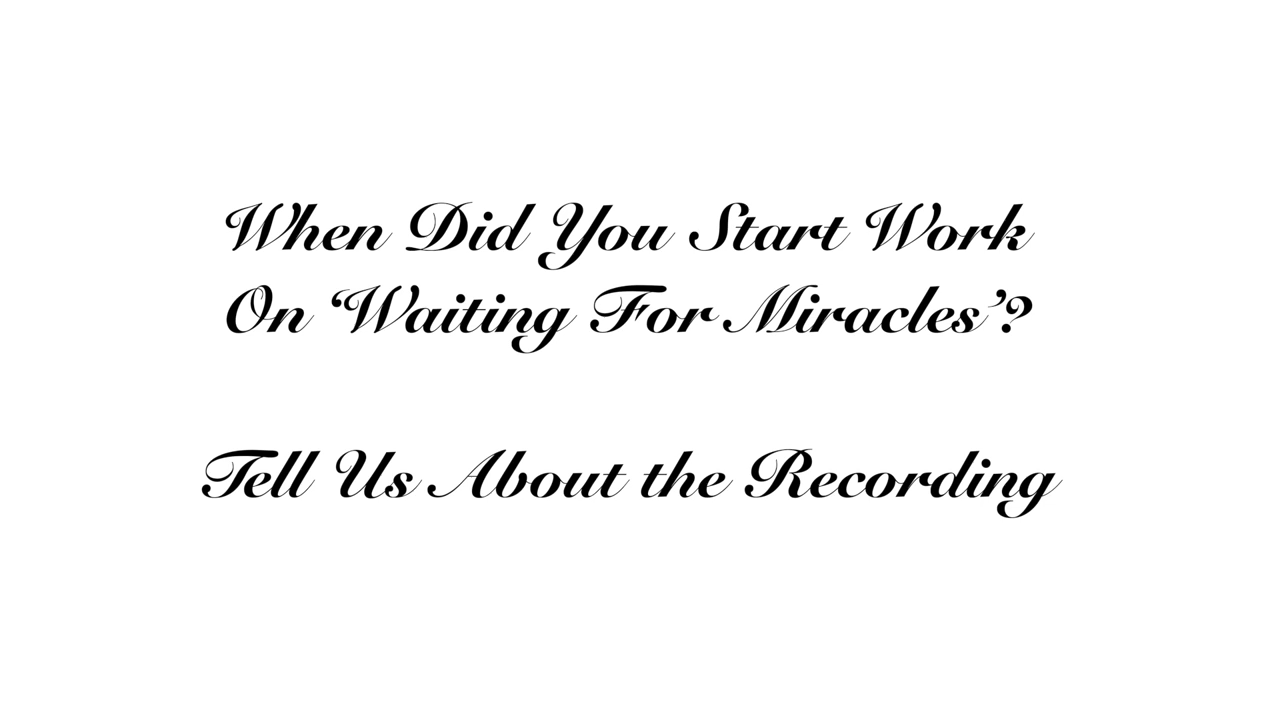 When Did You Start Work
On ‘Waiting For Miracles’?
Tell Us About the Recording